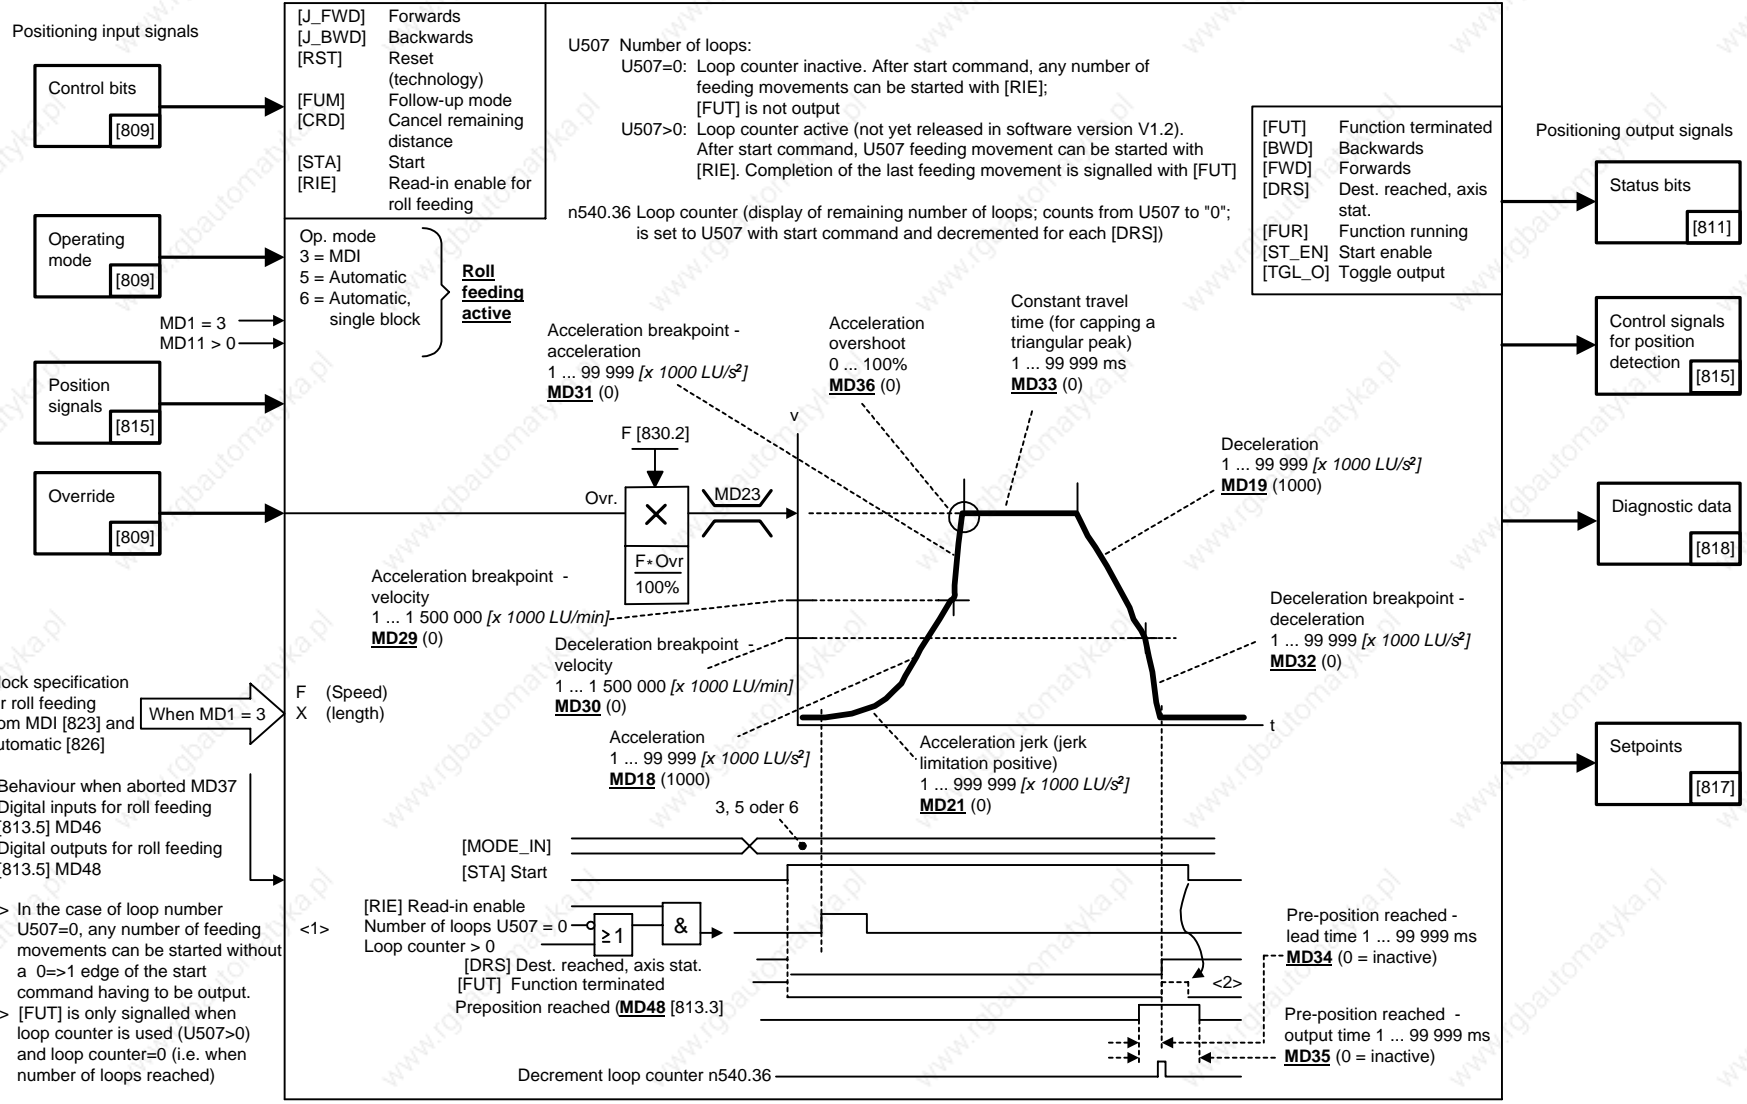 Positioning input signals
Control bits
[809]
Operating
mode
[809]
MD1 = 3
MD11 > 0
Position
signals
[815]
Override
[809]
lock specification
r roll feeding
om MDI [823] and
utomatic [826]
When MD1 = 3
F (Speed)
X (length)
Behaviour when aborted MD37
Digital inputs for roll feeding
[813.5] MD46
Digital outputs for roll feeding
[813.5] MD48
> In the case of loop number
U507=0, any number of feeding
movements can be started without
a 0=>1 edge of the start
command having to be output.
> [FUT] is only signalled when
loop counter is used (U507>0)
and loop counter=0 (i.e. when
number of loops reached)
[J_FWD] Forwards
[J_BWD] Backwards
[RST] Reset
(technology)
[FUM] Follow-up mode
[CRD] Cancel remaining
distance
[STA] Start
[RIE] Read-in enable for
roll feeding
Op. mode
3 = MDI
5 = Automatic
6 = Automatic,
single block
Roll
feeding
active
U507 Number of loops:
U507=0: Loop counter inactive. After start command, any number of
feeding movements can be started with [RIE];
[FUT] is not output
U507>0: Loop counter active (not yet released in software version V1.2).
After start command, U507 feeding movement can be started with
[RIE]. Completion of the last feeding movement is signalled with [FUT]
n540.36 Loop counter (display of remaining number of loops; counts from U507 to "0";
is set to U507 with start command and decremented for each [DRS])
Acceleration breakpoint -
acceleration
1 ... 99 999 [x 1000 LU/s²]
MD31 (0)
Acceleration
overshoot
0 ... 100%
MD36 (0)
Constant travel
time (for capping a
triangular peak)
1 ... 99 999 ms
MD33 (0)
F [830.2]
Ovr.
MD23
F*Ovr
100%
v
Deceleration
1 ... 99 999 [x 1000 LU/s²]
MD19 (1000)
Acceleration breakpoint -
velocity
1 ... 1 500 000 [x 1000 LU/min]
MD29 (0)
Deceleration breakpoint -
velocity
1 ... 1 500 000 [x 1000 LU/min]
MD30 (0)
Deceleration breakpoint -
deceleration
1 ... 99 999 [x 1000 LU/s²]
MD32 (0)
Acceleration
1 ... 99 999 [x 1000 LU/s²]
MD18 (1000)
Acceleration jerk (jerk
limitation positive)
1 ... 999 999 [x 1000 LU/s²]
MD21 (0)
t
3, 5 oder 6
[MODE_IN]
[STA] Start
<1>
[RIE] Read-in enable
Number of loops U507 = 0
Loop counter > 0
≥1
&
[DRS] Dest. reached, axis stat.
[FUT] Function terminated
Preposition reached (MD48 [813.3]
<2>
Pre-position reached -
lead time 1 ... 99 999 ms
MD34 (0 = inactive)
Pre-position reached -
output time 1 ... 99 999 ms
MD35 (0 = inactive)
Decrement loop counter n540.36
[FUT] Function terminated
[BWD] Backwards
[FWD] Forwards
[DRS] Dest. reached, axis
stat.
[FUR] Function running
[ST_EN] Start enable
[TGL_O] Toggle output
Positioning output signals
Status bits
[811]
Control signals
for position
detection
[815]
Diagnostic data
[818]
Setpoints
[817]
www.rgbautomatyka.pl